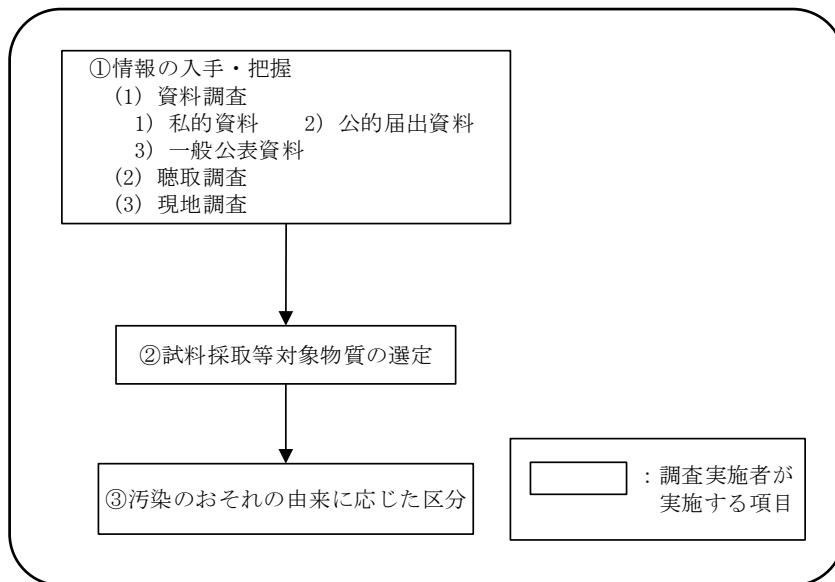 ①情報の入手・把握
(1) 資料調査
1) 私的資料 2) 公的届出資料
3) 一般公表資料
(2) 聴取調査
(3) 現地調査
②試料採取等対象物質の選定
③汚染のおそれの由来に応じた区分
：調査実施者が
実施する項目